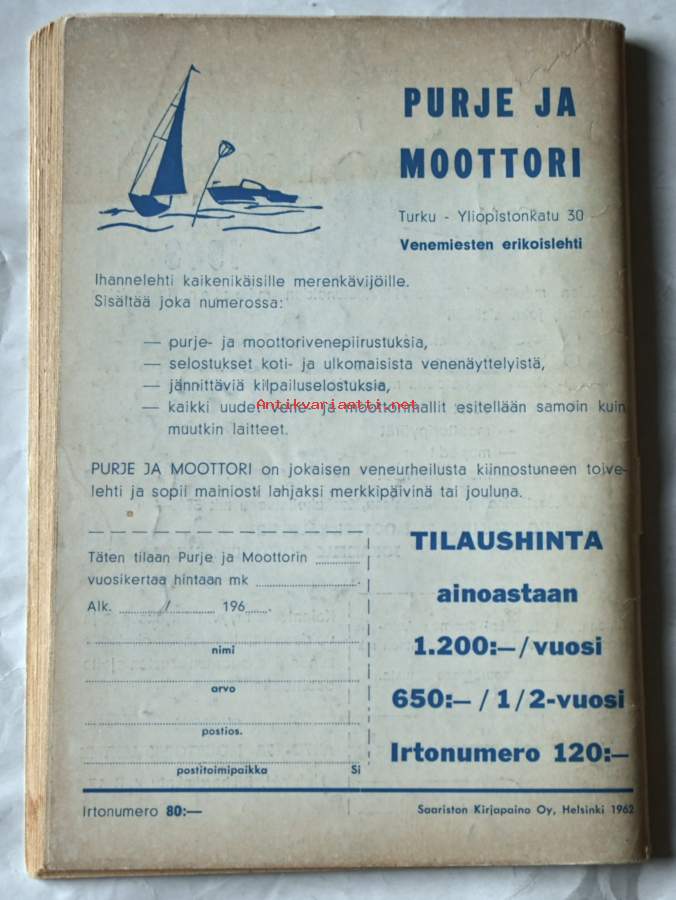 PURJE JA
MOOTTORI
Turku - Yliopistonkatu 30
Venemiesten erikoislehti
Ihannelehti kaikenikäisille merenkävijöille.
Sisältää joka numerossa:
— purje- ja moottorivenepiirustuksia,
— selostukset koti- ja ulkomaisista venenäyttelyistä,
— jännittäviä kilpailuselostuksia,
Antikvariaatti.net
— kaikki uudet vene- ja moottorimallit esitellään samoin kuin
muutkin laitteet.
PURJE JA MOOTTORI on jokaisen veneurheilusta kiinnostuneen toive-
lehti ja sopii mainiosti lahjaksi merkkipäivinä tai jouluna.
Täten tilaan Purje ja Moottorin ............
vuosikertaa hintaan mk ............
Alk. ........../.......... 196......
nimi
arvo
postios.
postitoimipaikka Si
TILAUSHINTA
ainoastaan
1.200:—/vuosi
650:— / 1/2-vuosi
Irtonumero 120:—
Irtonumero 80:—
Saariston Kirjapaino Oy, Helsinki 1962